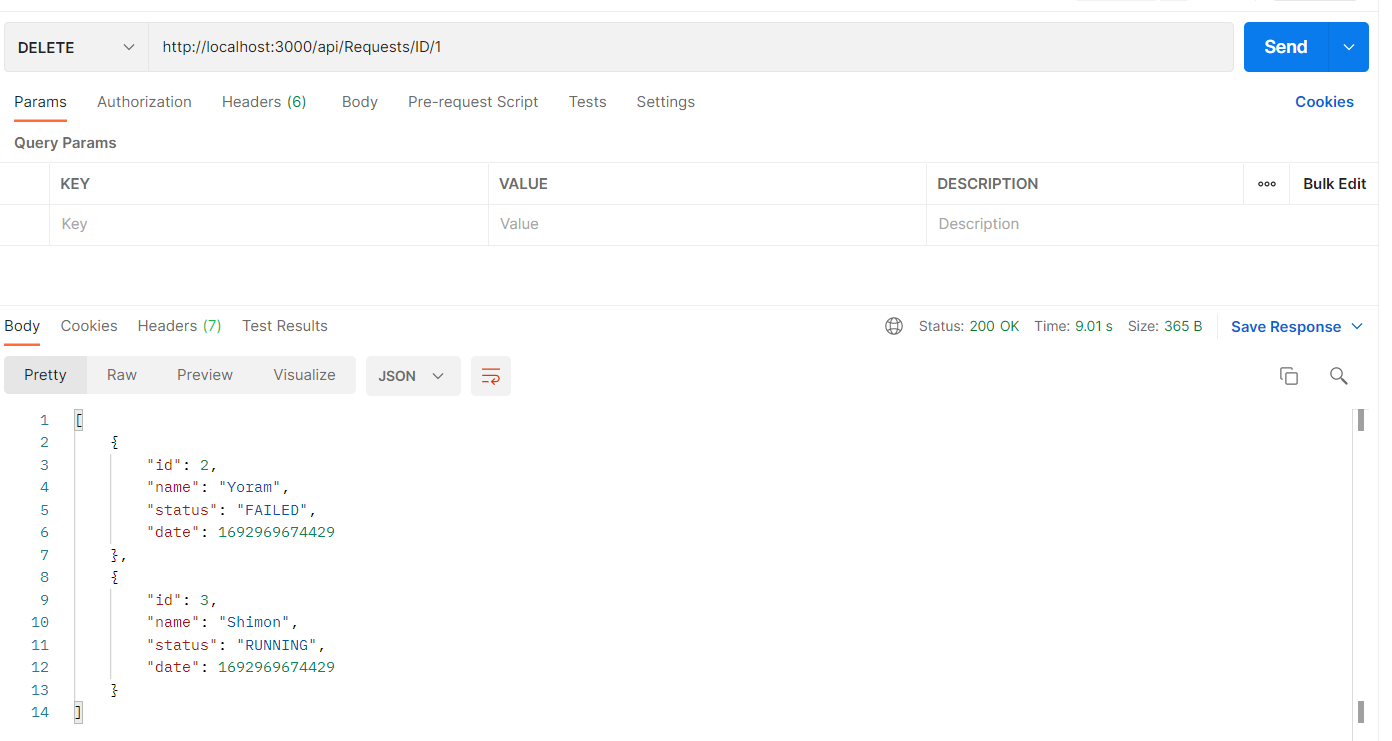 DELETE http://localhost:3000/api/Requests/ID/1 Send
Params Authorization Headers (6) Body Pre-request Script Tests Settings Cookies
Query Params
KEY VALUE DESCRIPTION ooo Bulk Edit
Key Value Description
Body Cookies Headers (7) Test Results Status: 200 OK Time: 9.01 s Size: 365 B Save Response
Pretty Raw Preview Visualize JSON
1 [
2 {
3 "id": 2,
4 "name": "Yoram",
5 "status": "FAILED",
6 "date": 1692969674429
7 },
8 {
9 "id": 3,
10 "name": "Shimon",
11 "status": "RUNNING",
12 "date": 1692969674429
13 }
14 ]